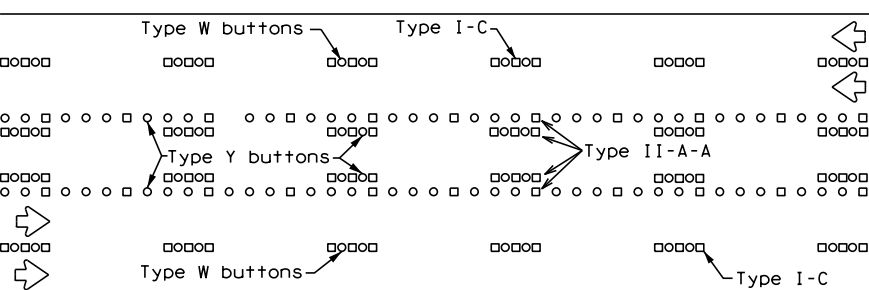 Type W buttons
Type I-C
Type Y buttons
Type II-A-A
Type W buttons
Type I-C